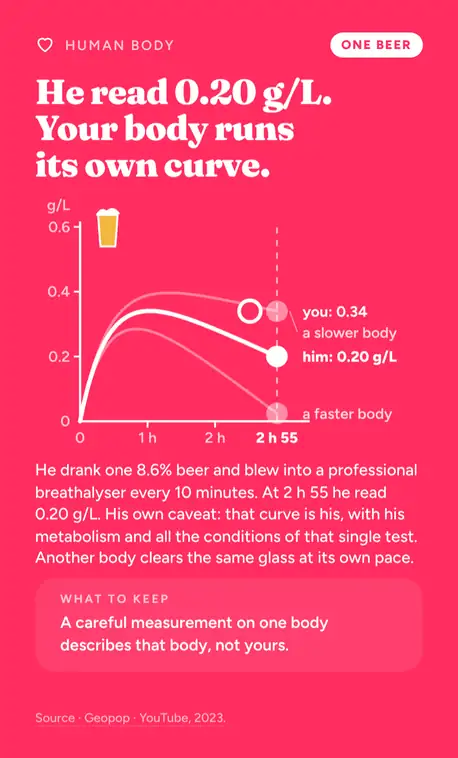 HUMAN BODY
ONE BEER
He read 0.20 g/L.
Your body runs
its own curve.
g/L
0.6
0.4
you: 0.34
a slower body
0.2
him: 0.20 g/L
a faster body
0
0
1 h
2 h
2 h 55
He drank one 8.6% beer and blew into a professional
breathalyser every 10 minutes. At 2 h 55 he read
0.20 g/L. His own caveat: that curve is his, with his
metabolism and all the conditions of that single test.
Another body clears the same glass at its own pace.
WHAT TO KEEP
A careful measurement on one body
describes that body, not yours.
Source · Geopop · YouTube, 2023.